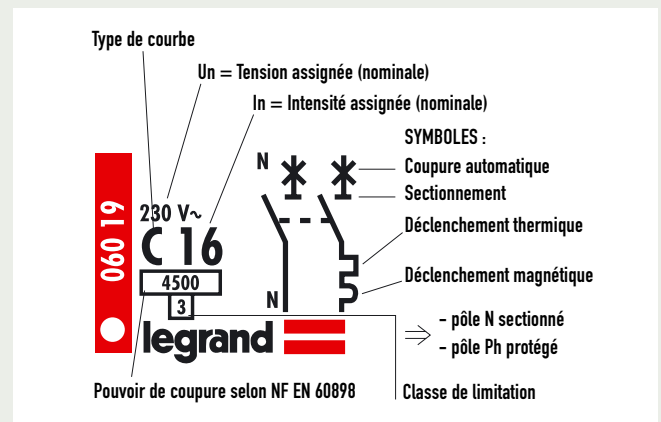 Type de courbe
Un = Tension assignée (nominale)
In = Intensité assignée (nominale)
SYMBOLES :
N
Coupure automatique
Sectionnement
060 19
230 V~
C 16
Déclenchement thermique
4500
N
Déclenchement magnétique
3
legrand
– pôle N sectionné
– pôle Ph protégé
Pouvoir de coupure selon NF EN 60898
Classe de limitation